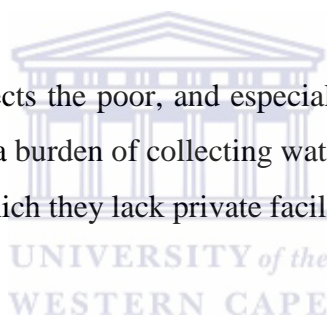 ects the poor, and especial
a burden of collecting wat
hich they lack private facil
UNIVERSITY of the
WESTERN CAPE